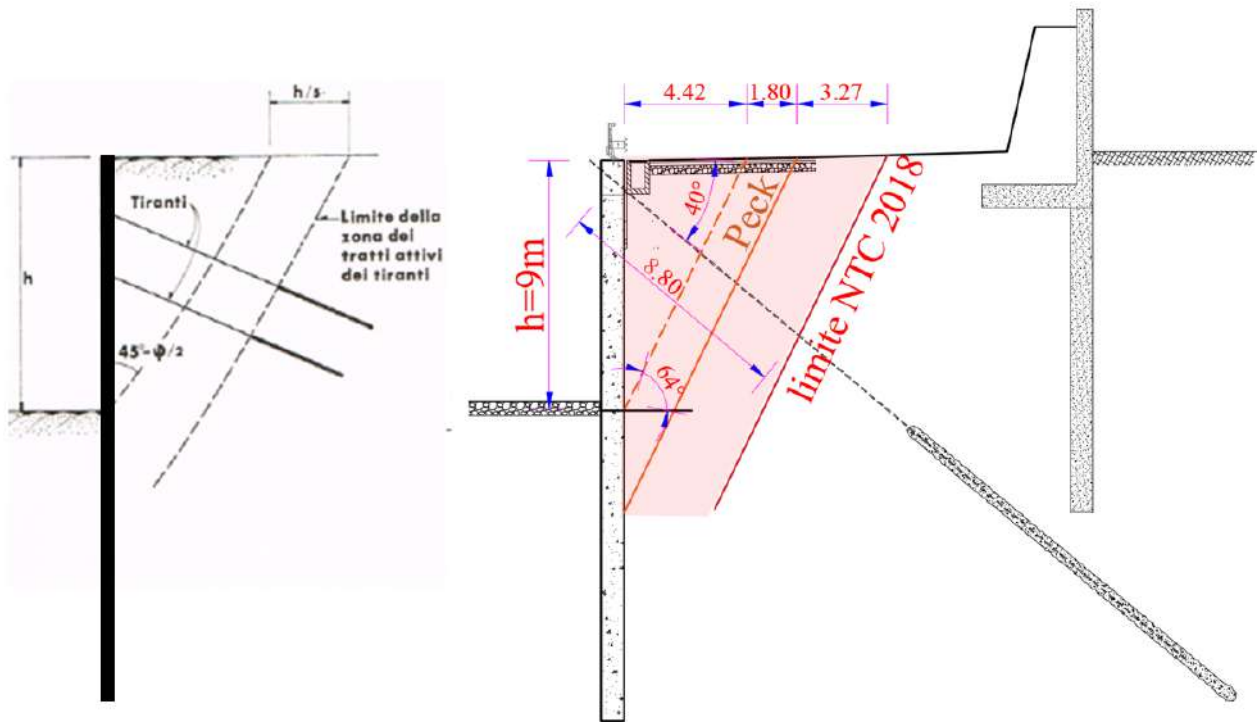 h/s
h
Tiranti
Limite della
zona dei
tratti attivi
dei tiranti
45°-φ/2
4.42
1.80
3.27
40°
Peck
8.80
h=9m
64°
limite NTC 2018